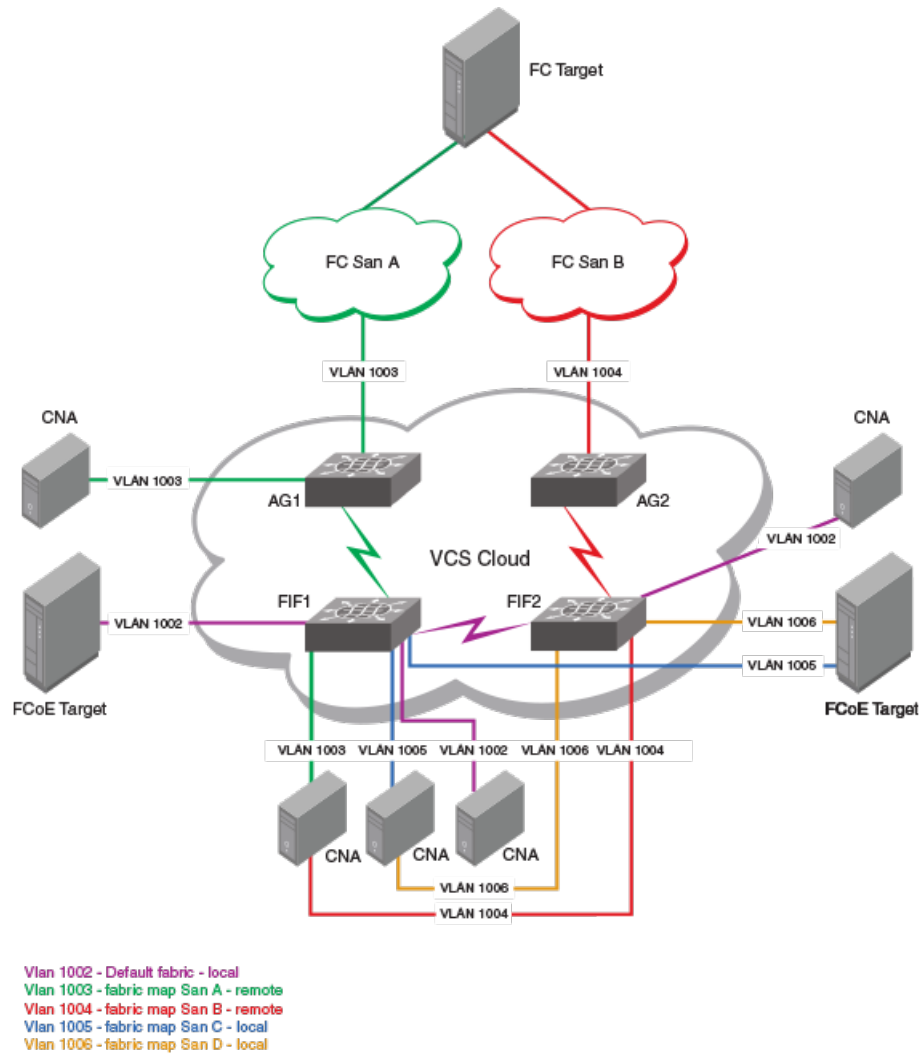 FC Target
FC San A
FC San B
VLAN 1003
VLAN 1004
CNA
CNA
VLAN 1003
AG1
AG2
VLAN 1002
VCS Cloud
FIF1
FIF2
VLAN 1002
VLAN 1006
VLAN 1005
FCoE Target
FCoE Target
VLAN 1003
VLAN 1005
VLAN 1002
VLAN 1006
VLAN 1004
CNA
CNA
CNA
VLAN 1006
VLAN 1004
Vlan 1002 - Default fabric - local
Vlan 1003 - fabric map San A - remote
Vlan 1004 - fabric map San B - remote
Vlan 1005 - fabric map San C - local
Vlan 1006 - fabric map San D - local